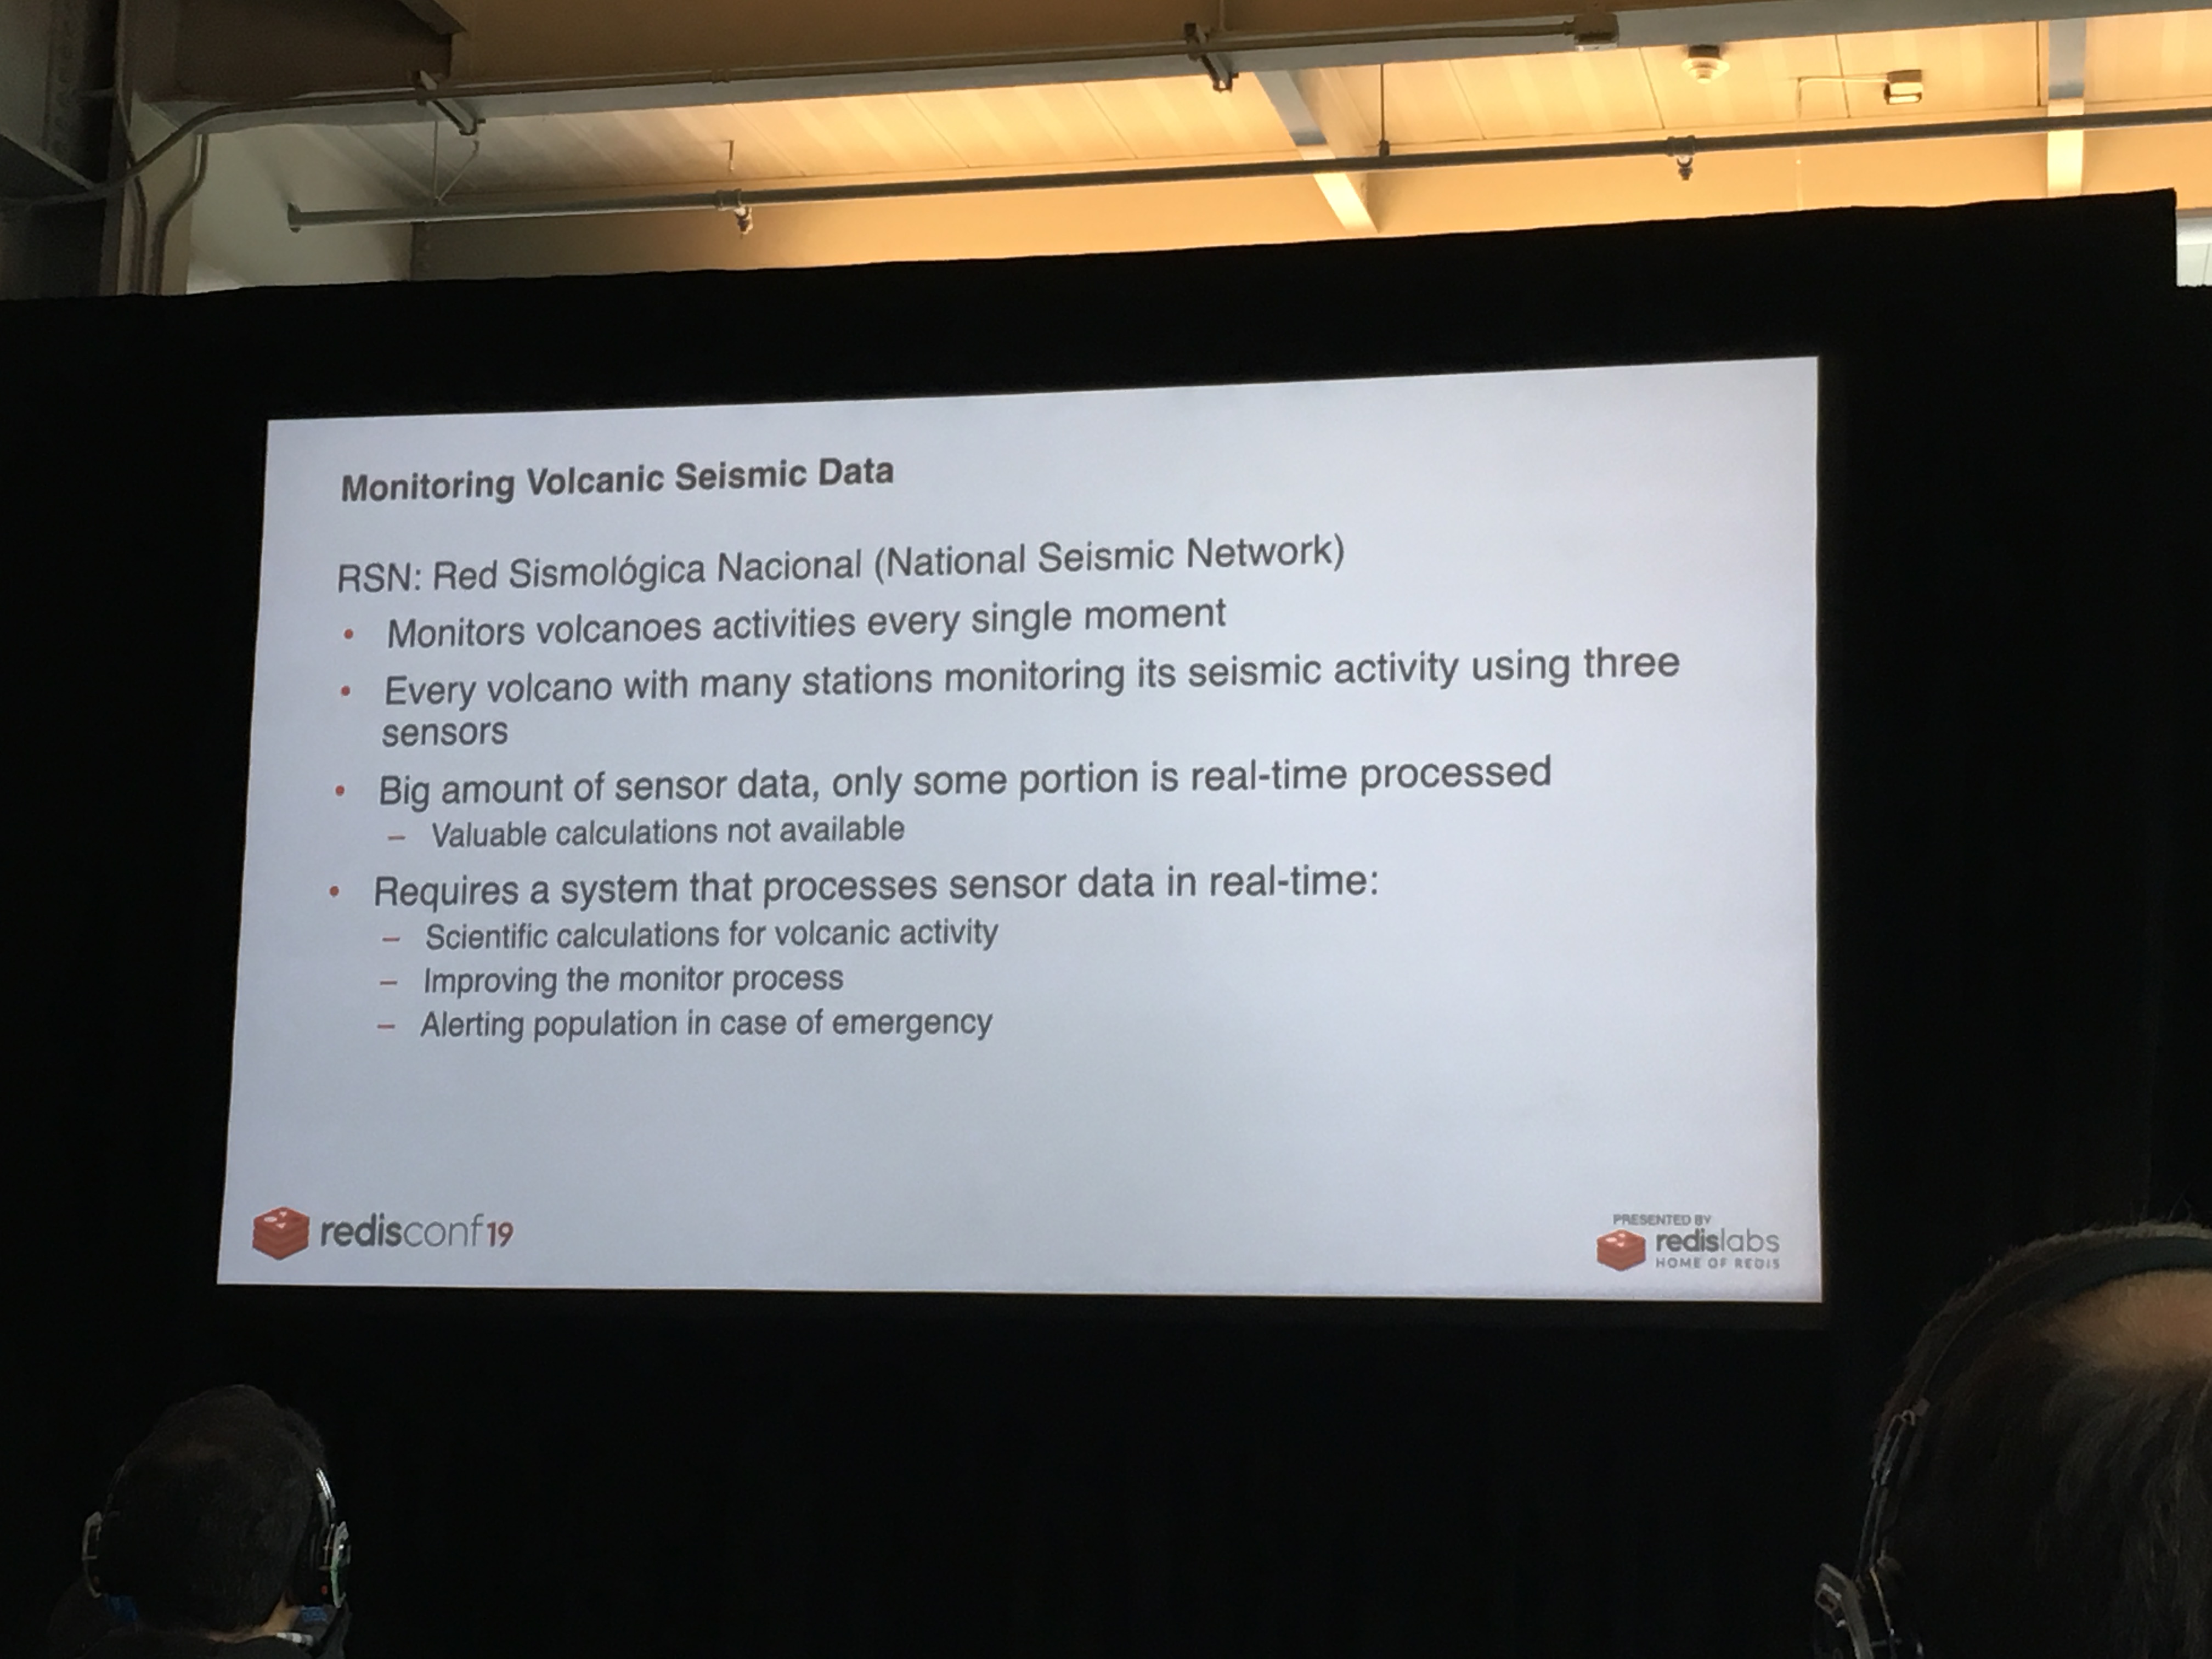 Monitoring Volcanic Seismic Data
RSN: Red Sismológica Nacional (National Seismic Network)
• Monitors volcanoes activities every single moment
• Every volcano with many stations monitoring its seismic activity using three
sensors
• Big amount of sensor data, only some portion is real-time processed
– Valuable calculations not available
• Requires a system that processes sensor data in real-time:
– Scientific calculations for volcanic activity
– Improving the monitor process
– Alerting population in case of emergency
redisconf19
PRESENTED BY
redislabs
HOME OF REDIS